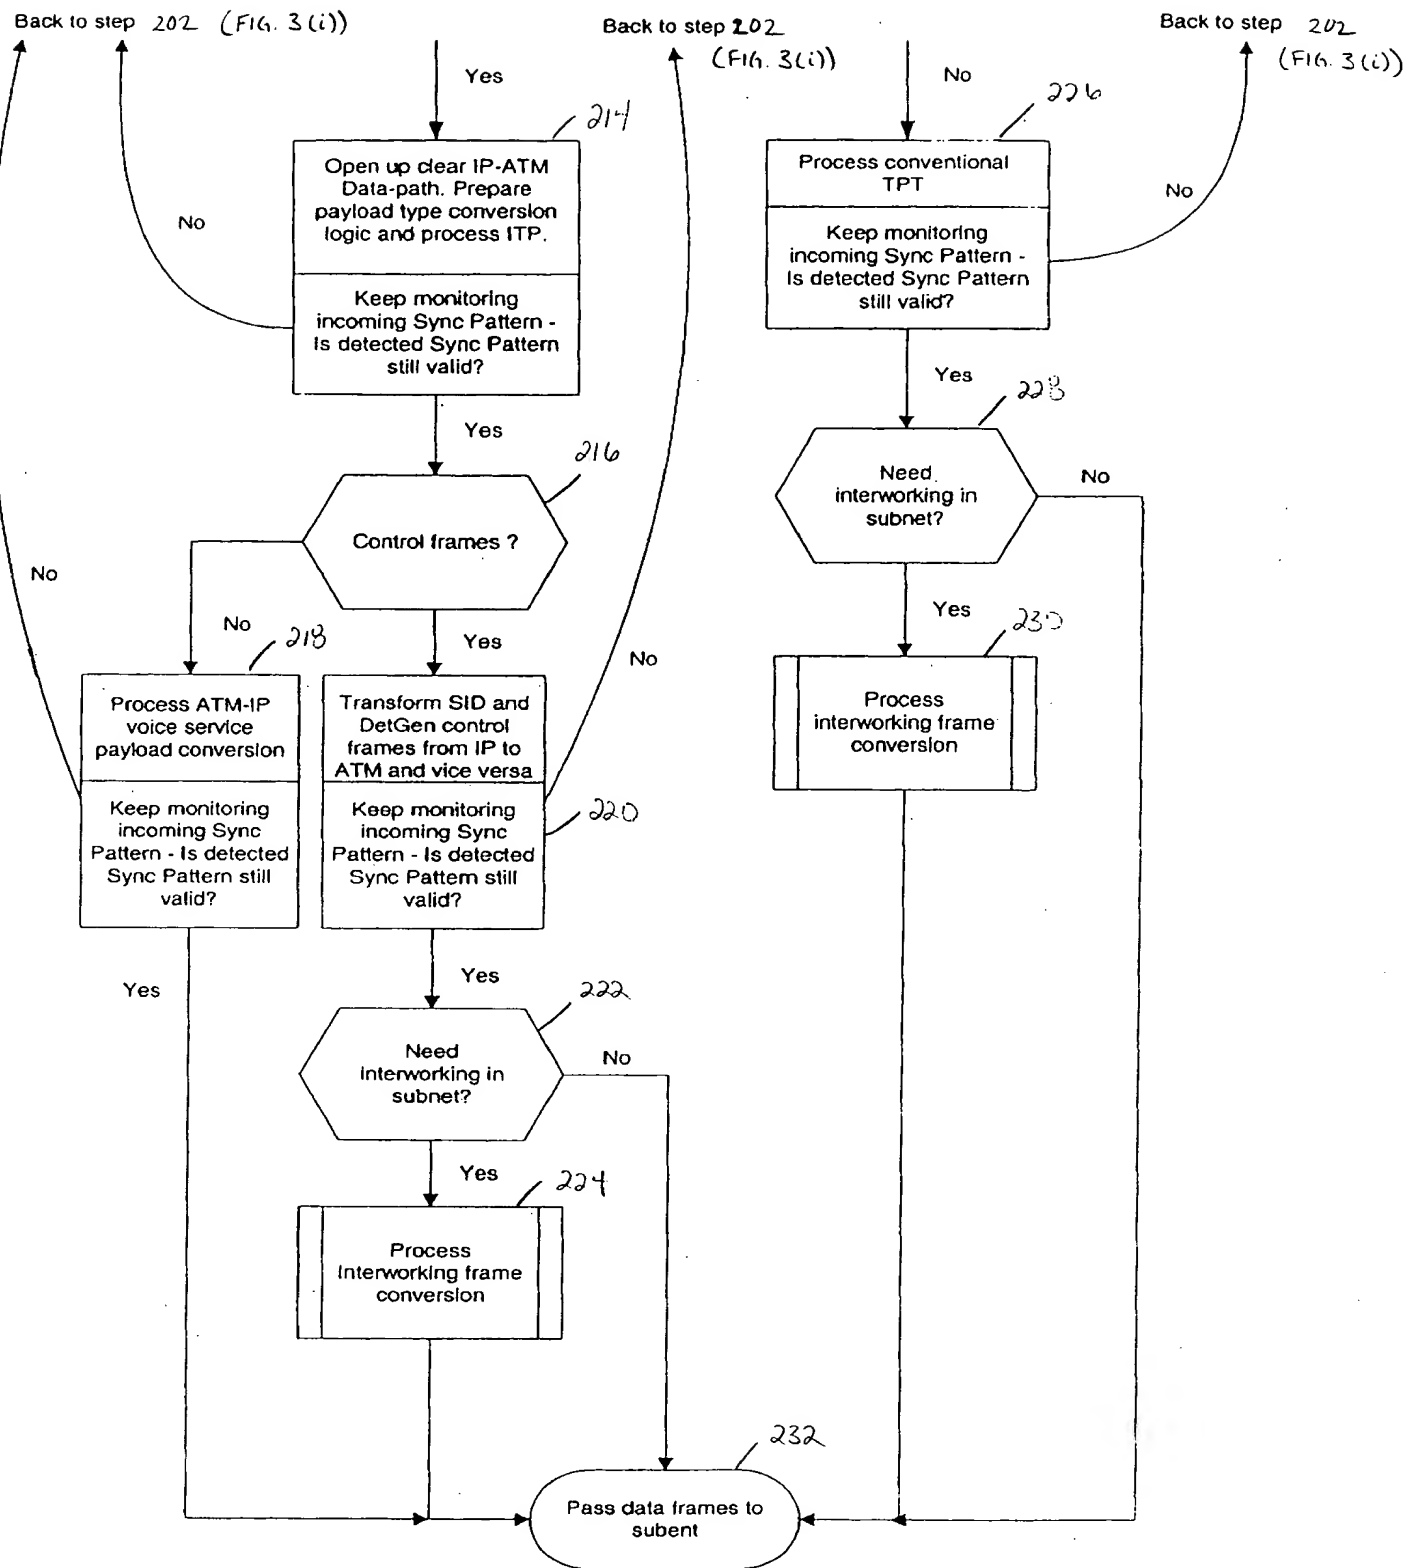 Back to step 202 (FIG. 3(i))
Back to step 202
(FIG. 3(i))
Back to step 202
(FIG. 3(i))
Yes
No
214
226
Open up clear IP-ATM
Data-path. Prepare
payload type conversion
logic and process ITP.
Keep monitoring
incoming Sync Pattern -
Is detected Sync Pattern
still valid?
No
Process conventional
TPT
Keep monitoring
incoming Sync Pattern -
Is detected Sync Pattern
still valid?
No
Yes
Yes
216
228
Control frames ?
Need
interworking in
subnet?
No
No
No
Yes
No
Yes
218
230
Process ATM-IP
voice service
payload conversion
Keep monitoring
incoming Sync
Pattern - Is detected
Sync Pattern still
valid?
Transform SID and
DetGen control
frames from IP to
ATM and vice versa
Keep monitoring
incoming Sync
Pattern - Is detected
Sync Pattern still
valid?
220
Process
interworking frame
conversion
Yes
Yes
222
Need
interworking in
subnet?
No
Yes
224
Process
interworking frame
conversion
232
Pass data frames to
subent